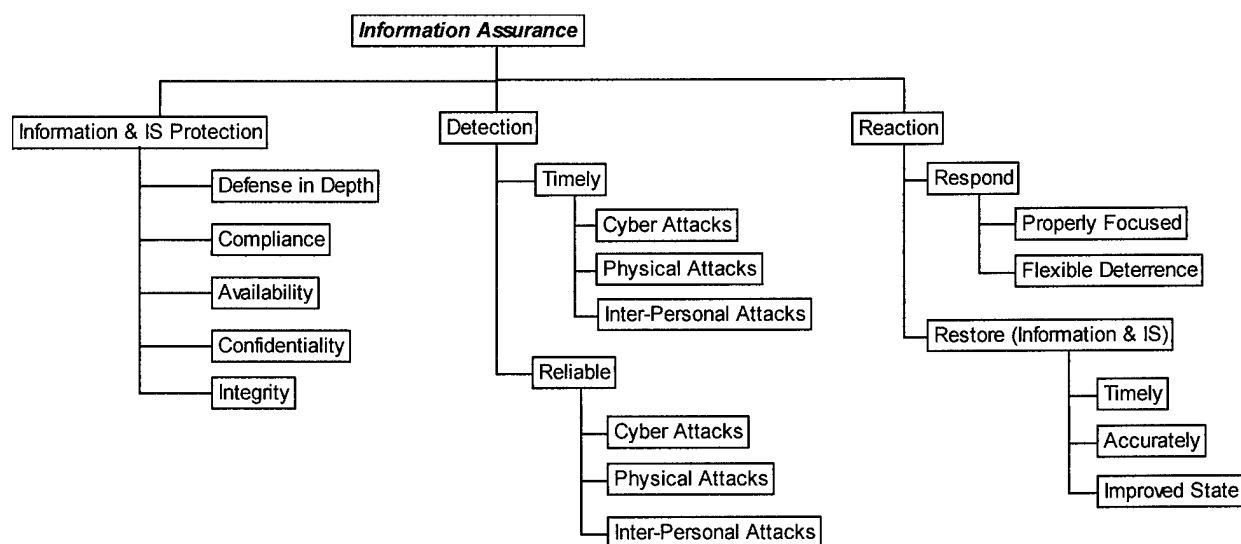 Information Assurance
Information & IS Protection
Defense in Depth
Compliance
Availability
Confidentiality
Integrity
Detection
Timely
Cyber Attacks
Physical Attacks
Inter-Personal Attacks
Reliable
Cyber Attacks
Physical Attacks
Inter-Personal Attacks
Reaction
Respond
Properly Focused
Flexible Deterrence
Restore (Information & IS)
Timely
Accurately
Improved State